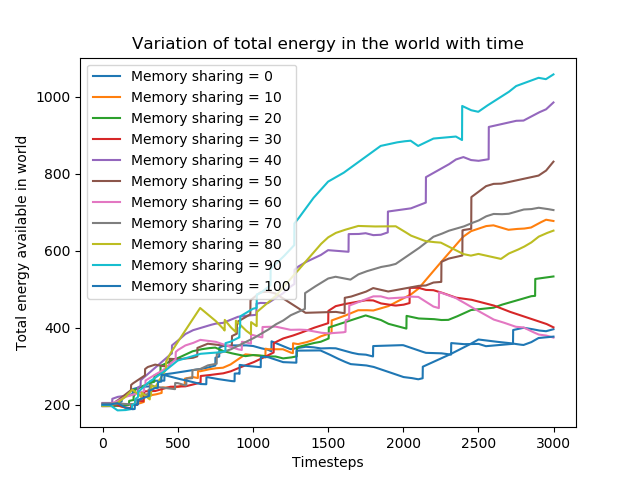 Variation of total energy in the world with time
Total energy available in world
1000
800
600
400
200
Memory sharing = 0
Memory sharing = 10
Memory sharing = 20
Memory sharing = 30
Memory sharing = 40
Memory sharing = 50
Memory sharing = 60
Memory sharing = 70
Memory sharing = 80
Memory sharing = 90
Memory sharing = 100
0 500 1000 1500 2000 2500 3000
Timesteps